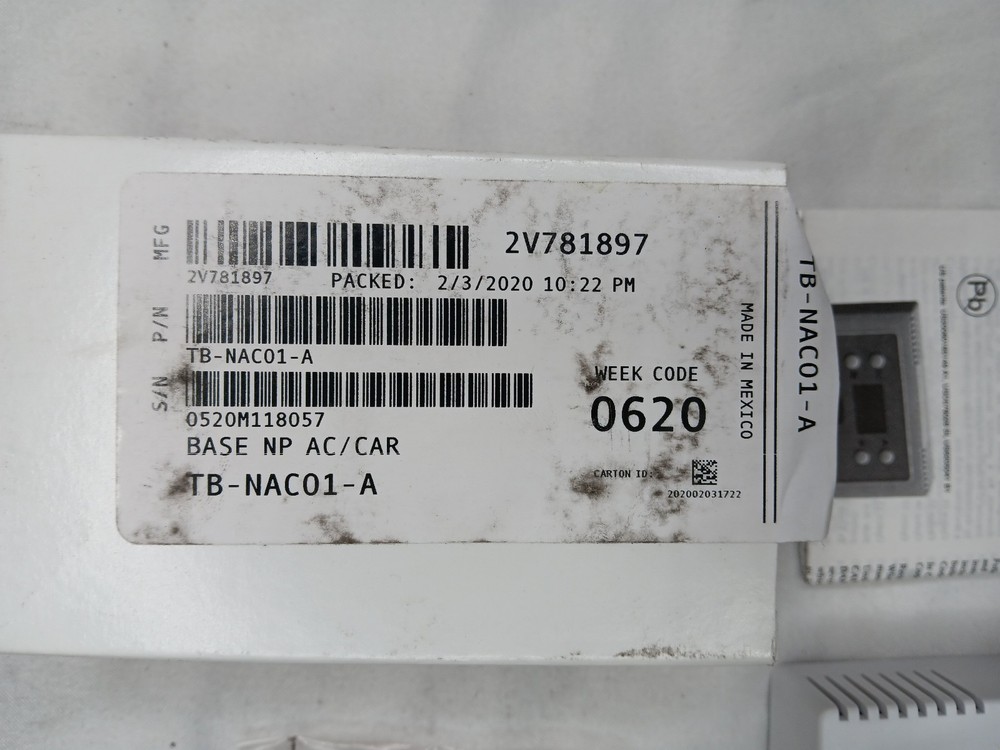 MFG
2V781897
2V781897
PACKED: 2/3/2020 10:22 PM
P/N
TB-NAC01-A
S/N
0520M118057
BASE NP AC/CAR
TB-NAC01-A
WEEK CODE
0620
CARTON ID:
202002031722
MADE IN MEXICO
TB-NAC01-A
Pb